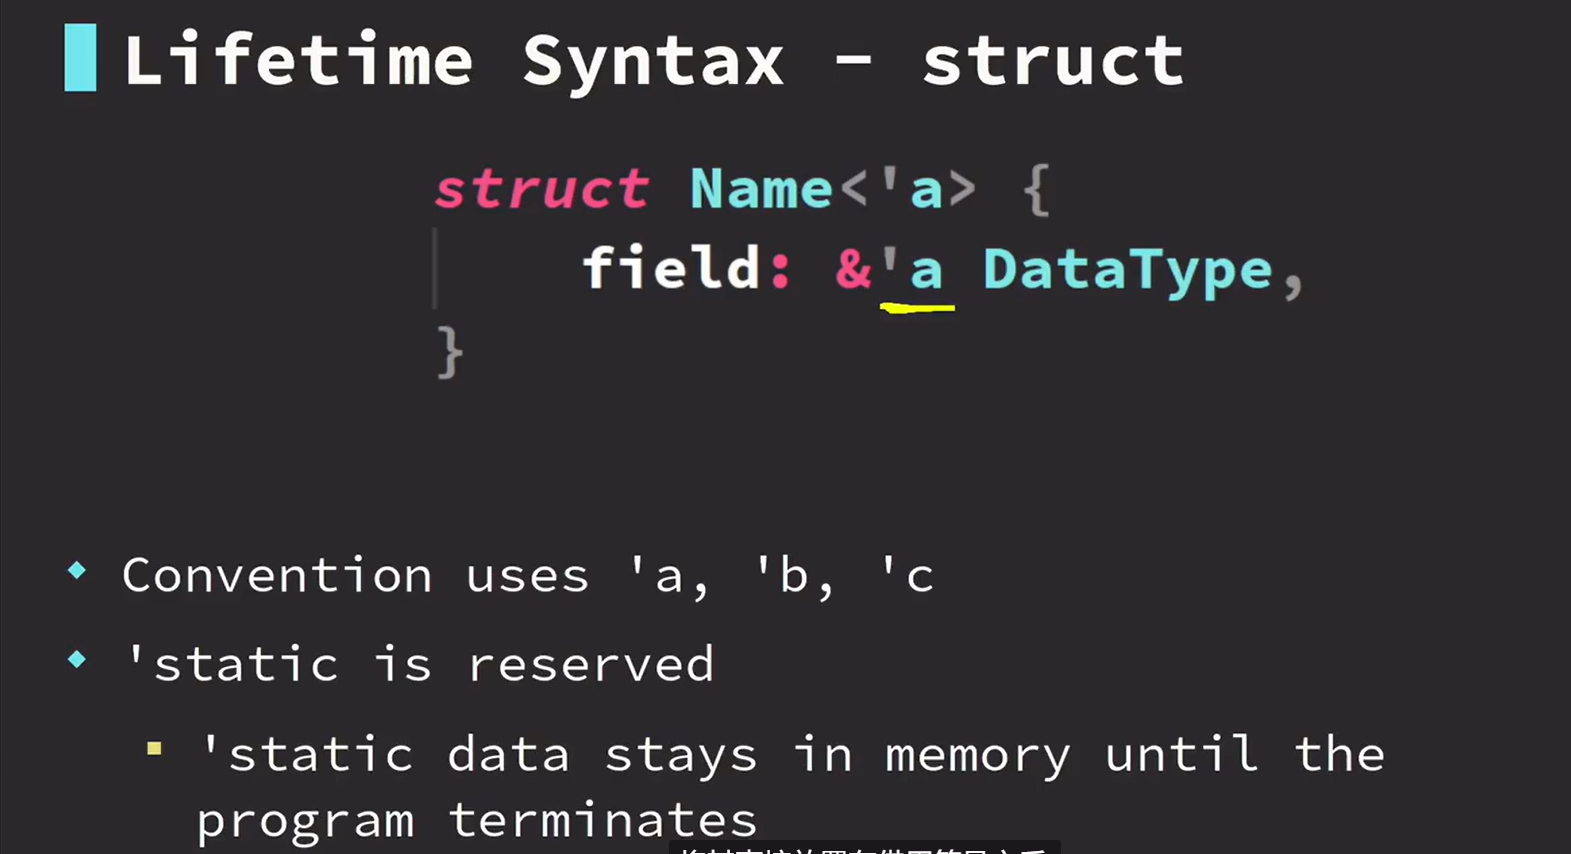 Lifetime Syntax - struct
struct Name<'a> {
field: &'a DataType,
}
Convention uses 'a, 'b, 'c
'static is reserved
'static data stays in memory until the
program terminates